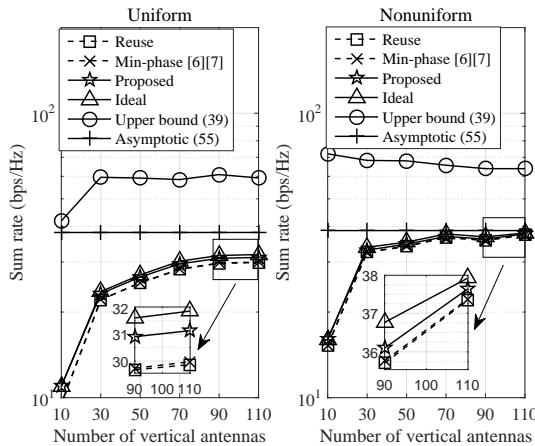 Uniform
Reuse
Min-phase [6][7]
Proposed
Ideal
Upper bound (39)
Asymptotic (55)
10^2
10^1
Sum rate (bps/Hz)
32
31
30
90 100 110
10 30 50 70 90 110
Number of vertical antennas
Nonuniform
Reuse
Min-phase [6][7]
Proposed
Ideal
Upper bound (39)
Asymptotic (55)
10^2
10^1
Sum rate (bps/Hz)
38
37
36
90 100 110
10 30 50 70 90 110
Number of vertical antennas